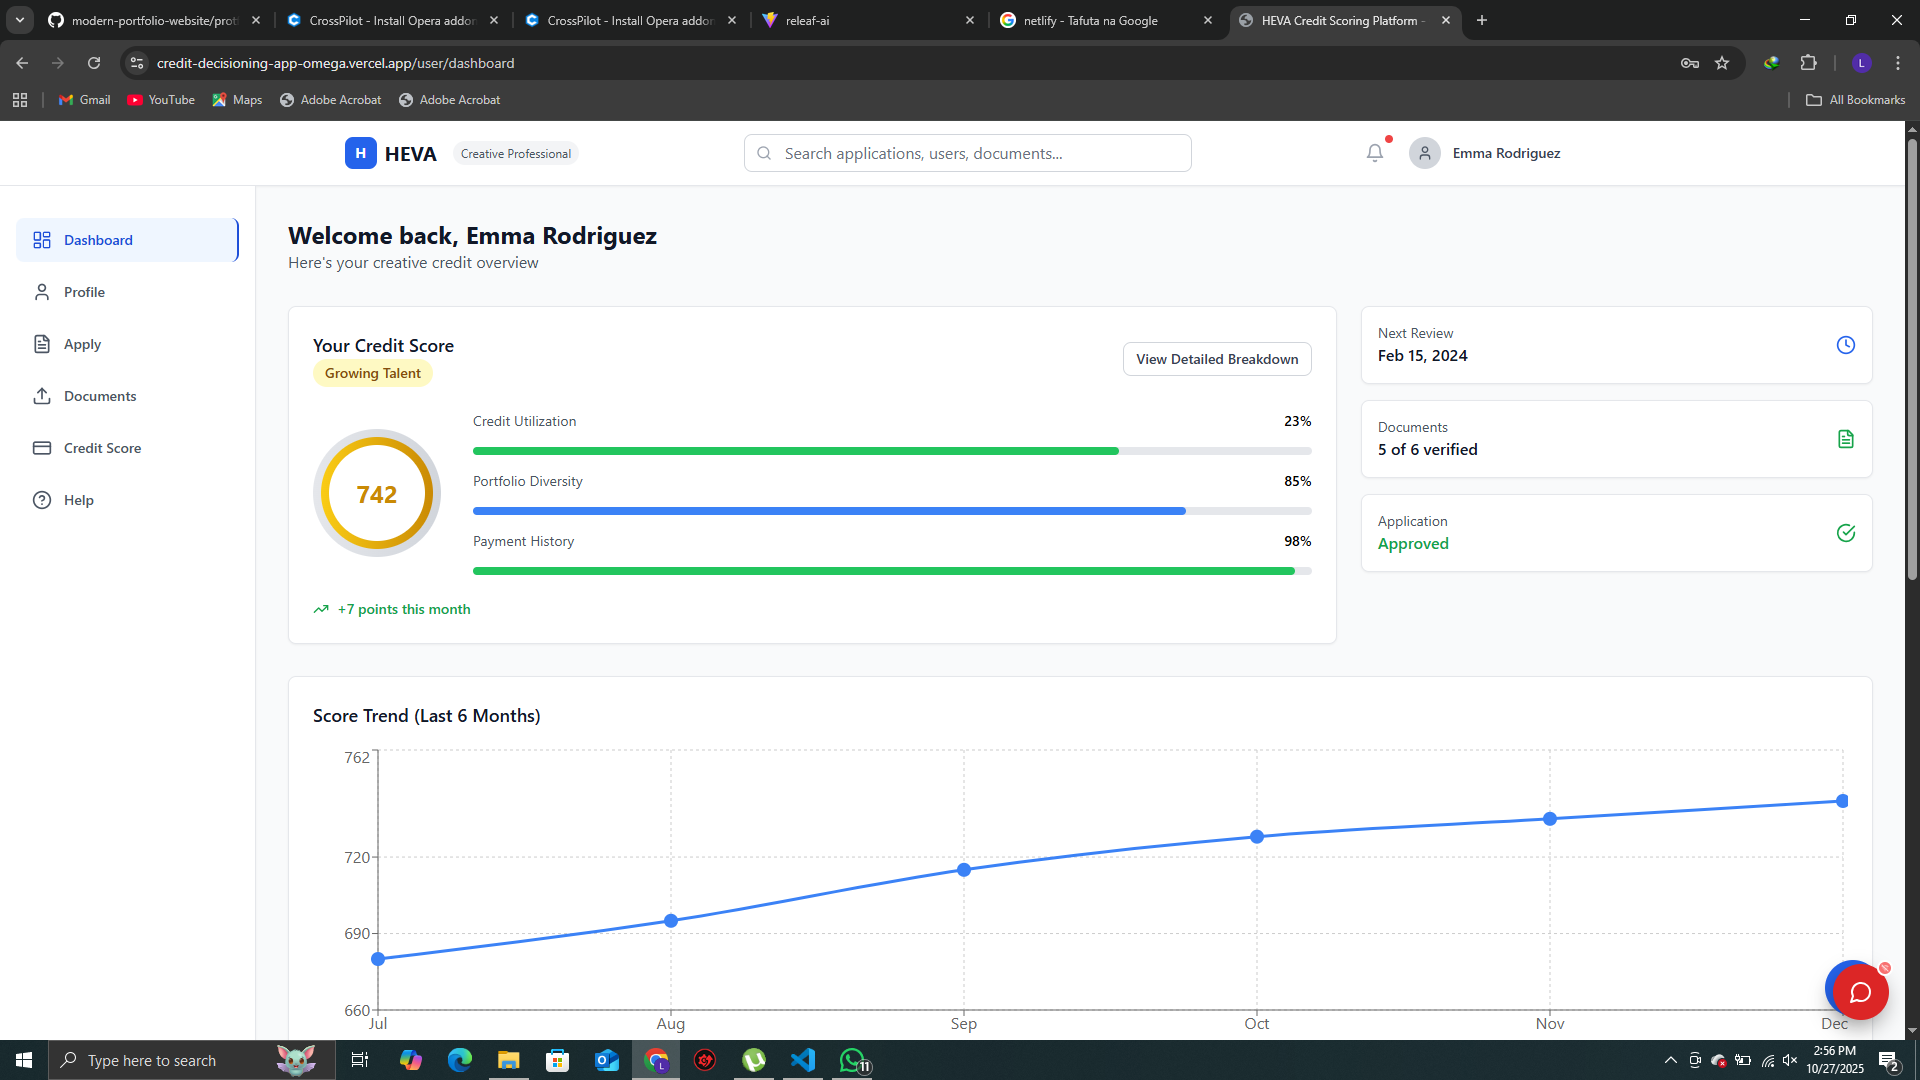 modern-portfolio-website/prot
CrossPilot - Install Opera addon
CrossPilot - Install Opera addon
releaf-ai
netlify - Tafuta na Google
HEVA Credit Scoring Platform -
credit-decisioning-app-omega.vercel.app/user/dashboard
L
Gmail
YouTube
Maps
Adobe Acrobat
Adobe Acrobat
All Bookmarks
H
HEVA
Creative Professional
Search applications, users, documents...
Emma Rodriguez
Dashboard
Profile
Apply
Documents
Credit Score
Help
Welcome back, Emma Rodriguez
Here's your creative credit overview
Your Credit Score
Growing Talent
View Detailed Breakdown
742
Credit Utilization
23%
Portfolio Diversity
85%
Payment History
98%
+7 points this month
Next Review
Feb 15, 2024
Documents
5 of 6 verified
Application
Approved
Score Trend (Last 6 Months)
762
720
690
660
Jul
Aug
Sep
Oct
Nov
Dec
Type here to search
L
11
2:56 PM
10/27/2025
2